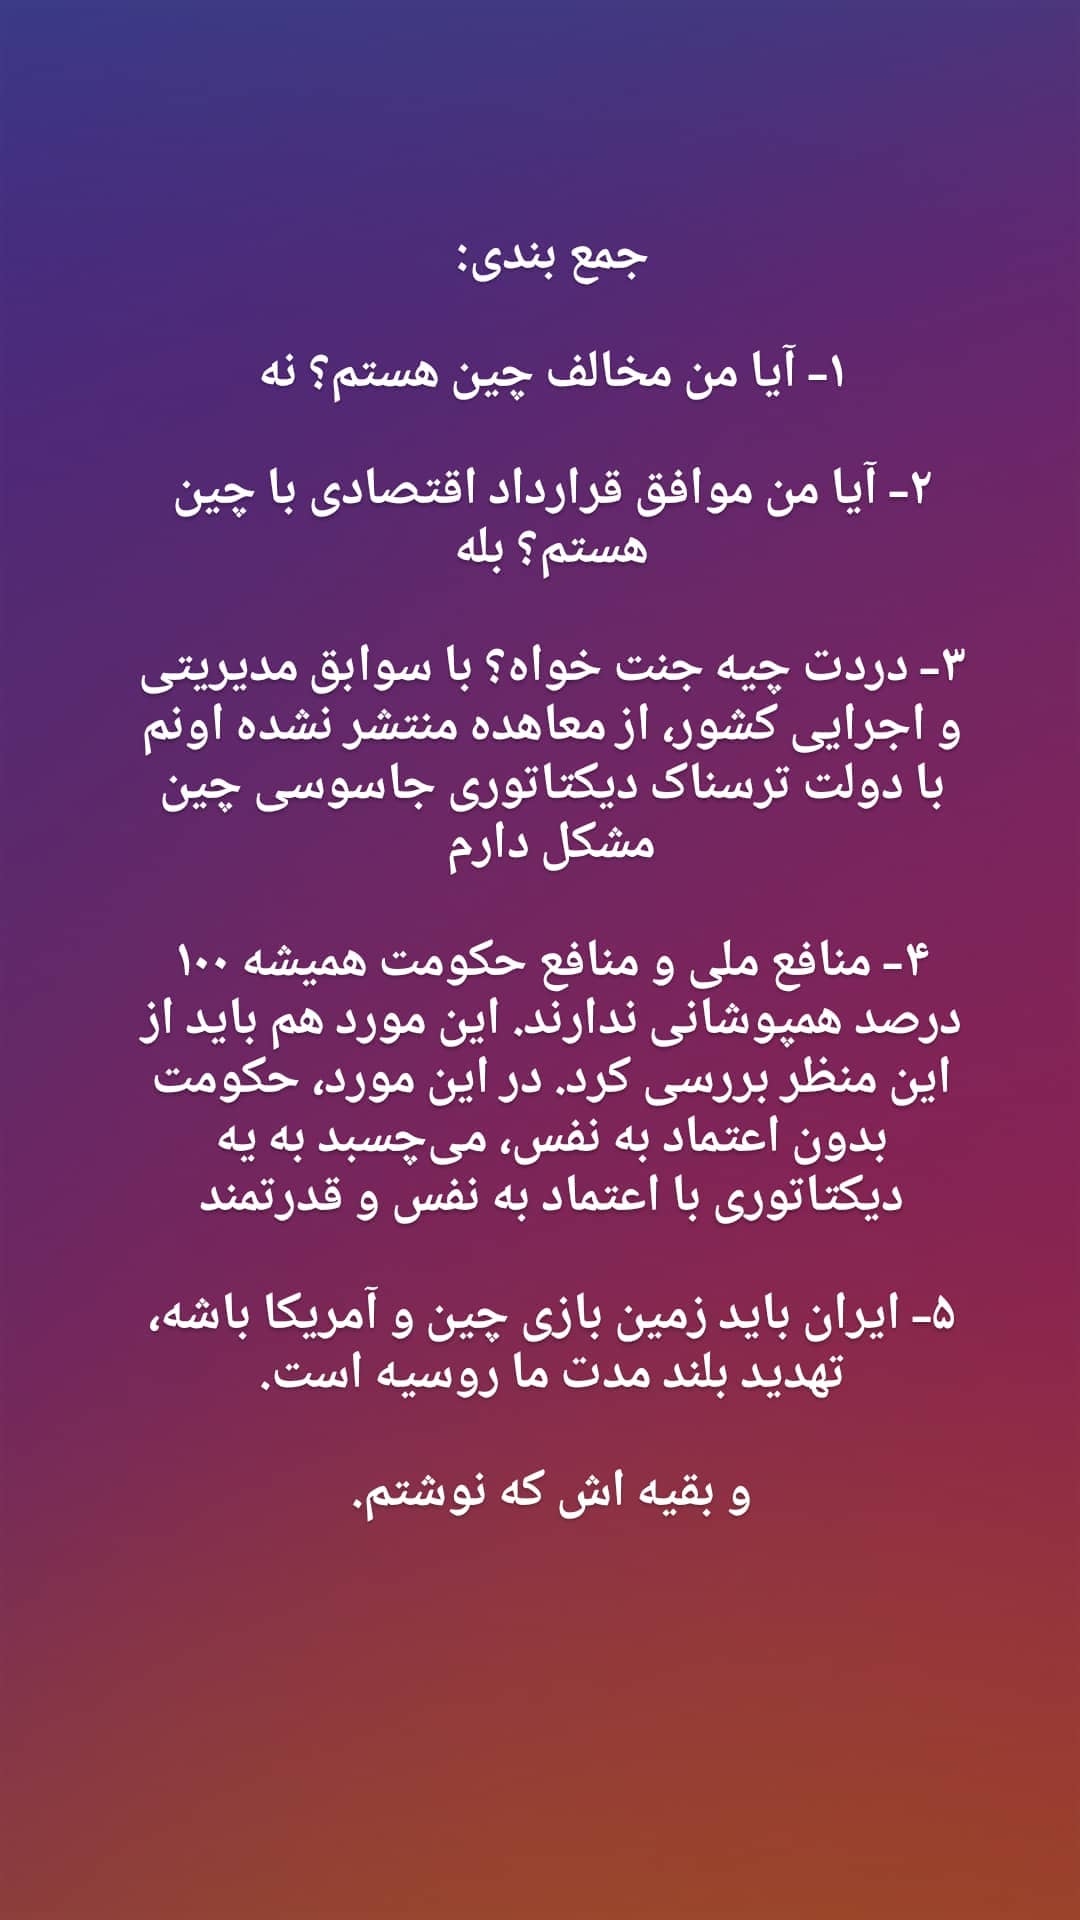 جمع بندی:
۱- آیا من مخالف چین هستم؟ نه
۲- آیا من موافق قرارداد اقتصادی با چین
هستم؟ بله
۳- دردت چیه جنت خواه؟ با سوابق مدیریتی
و اجرایی کشور، از معاهده منتشر نشده اونم
با دولت ترسناک دیکتاتوری جاسوسی چین
مشکل دارم
۴- منافع ملی و منافع حکومت همیشه ۱۰۰
درصد همپوشانی ندارند. این مورد هم باید از
این منظر بررسی کرد. در این مورد، حکومت
بدون اعتماد به نفس، می‌چسبد به یه
دیکتاتوری با اعتماد به نفس و قدرتمند
۵- ایران باید زمین بازی چین و آمریکا باشه،
تهدید بلند مدت ما روسیه است.
و بقیه اش که نوشتم.